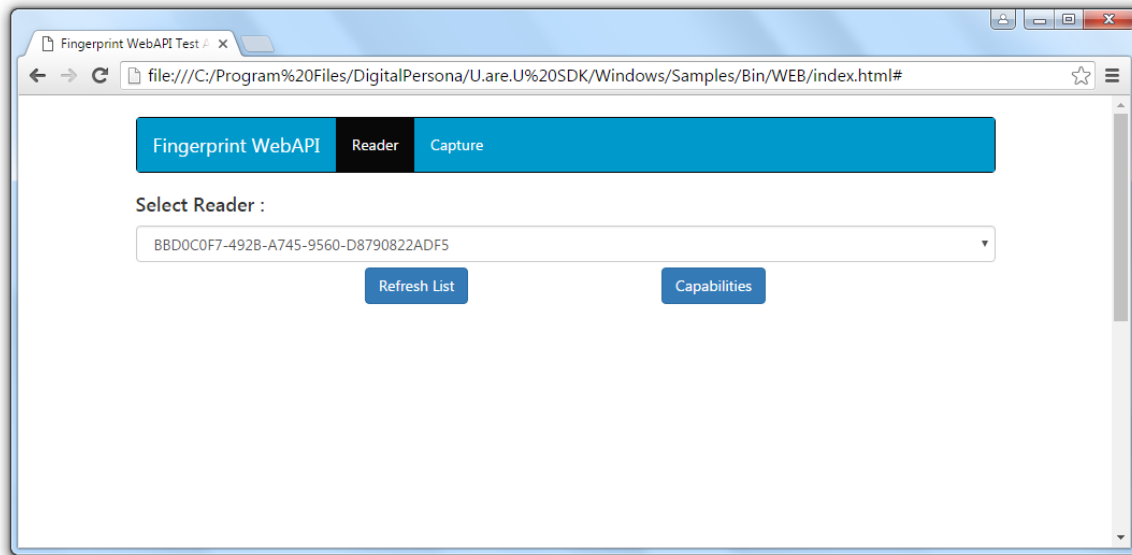 Fingerprint WebAPI Test A
file:///C:/Program%20Files/DigitalPersona/U.are.U%20SDK/Windows/Samples/Bin/WEB/index.html#
Fingerprint WebAPI Reader Capture
Select Reader :
BBD0C0F7-492B-A745-9560-D8790822ADF5
Refresh List Capabilities